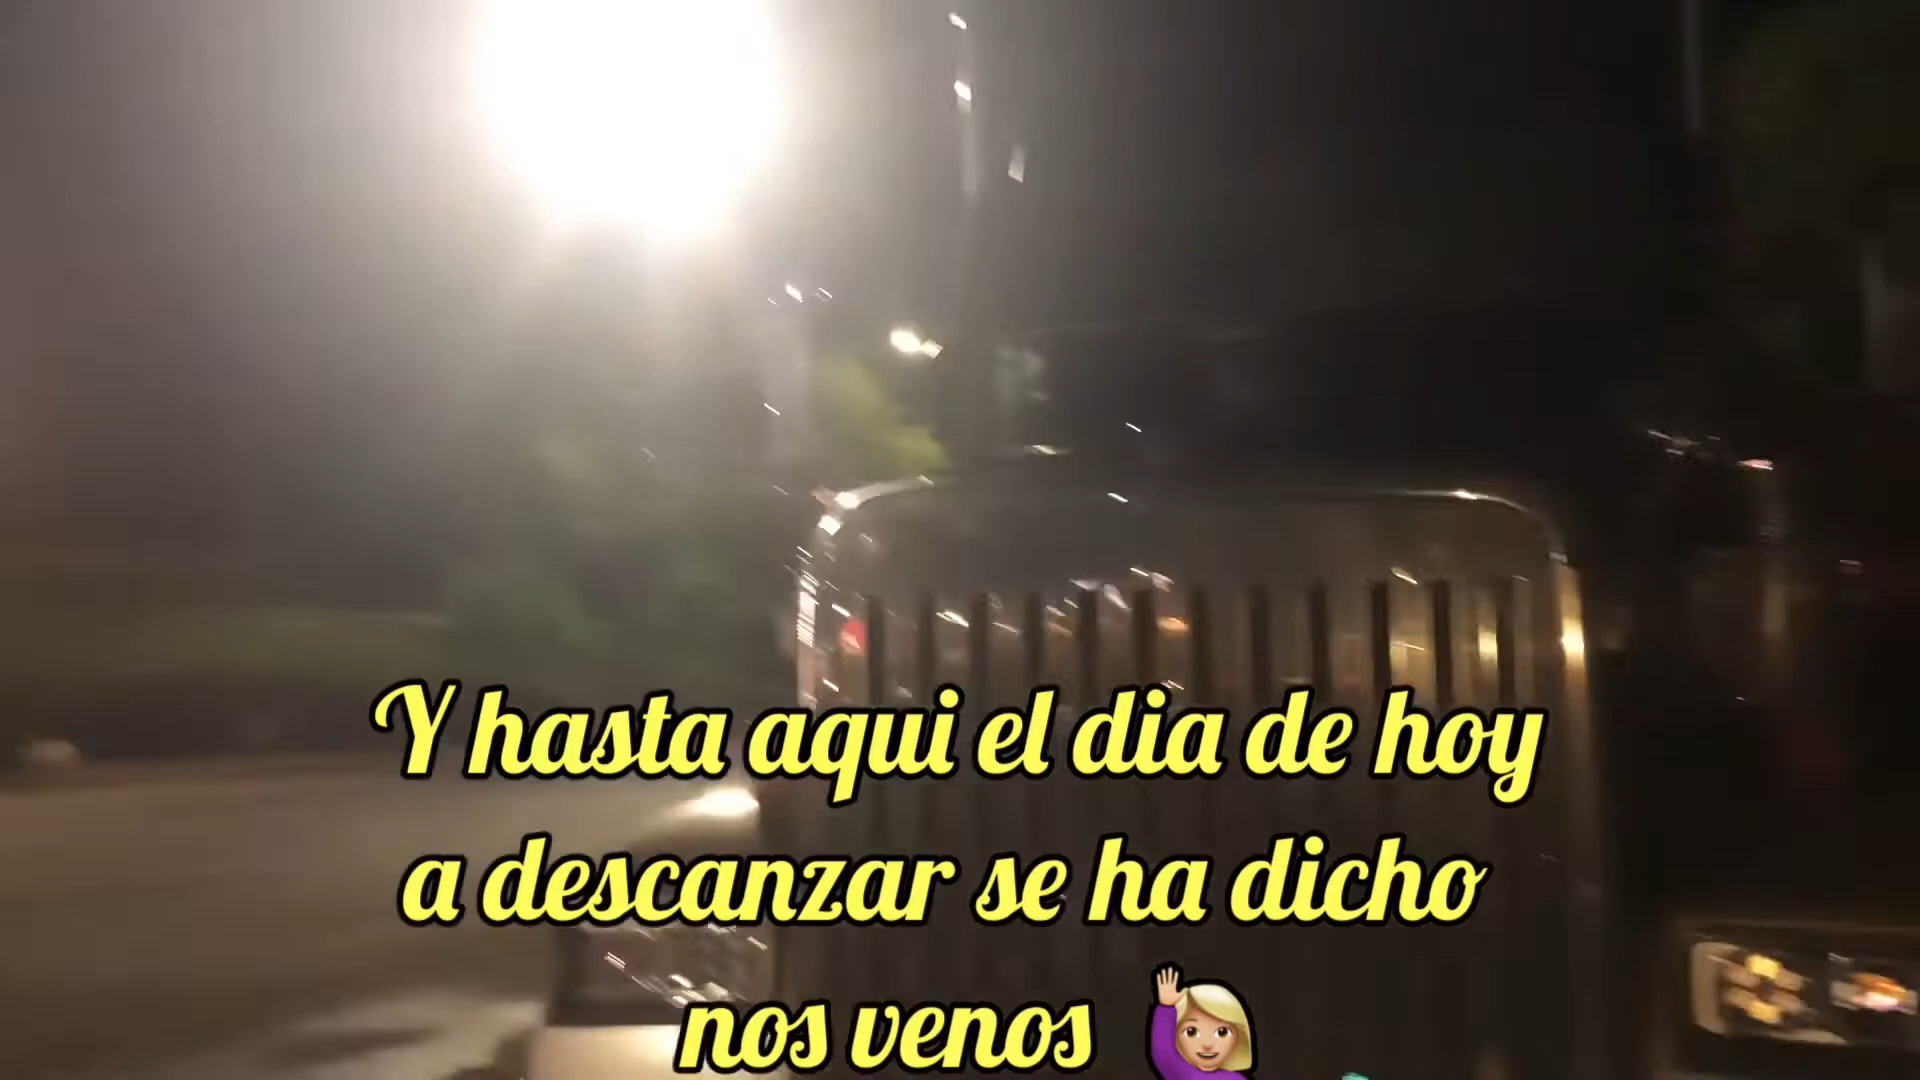 Y hasta aqui el dia de hoy
a descanzar se ha dicho
nos venos 🙋🏼‍♀️